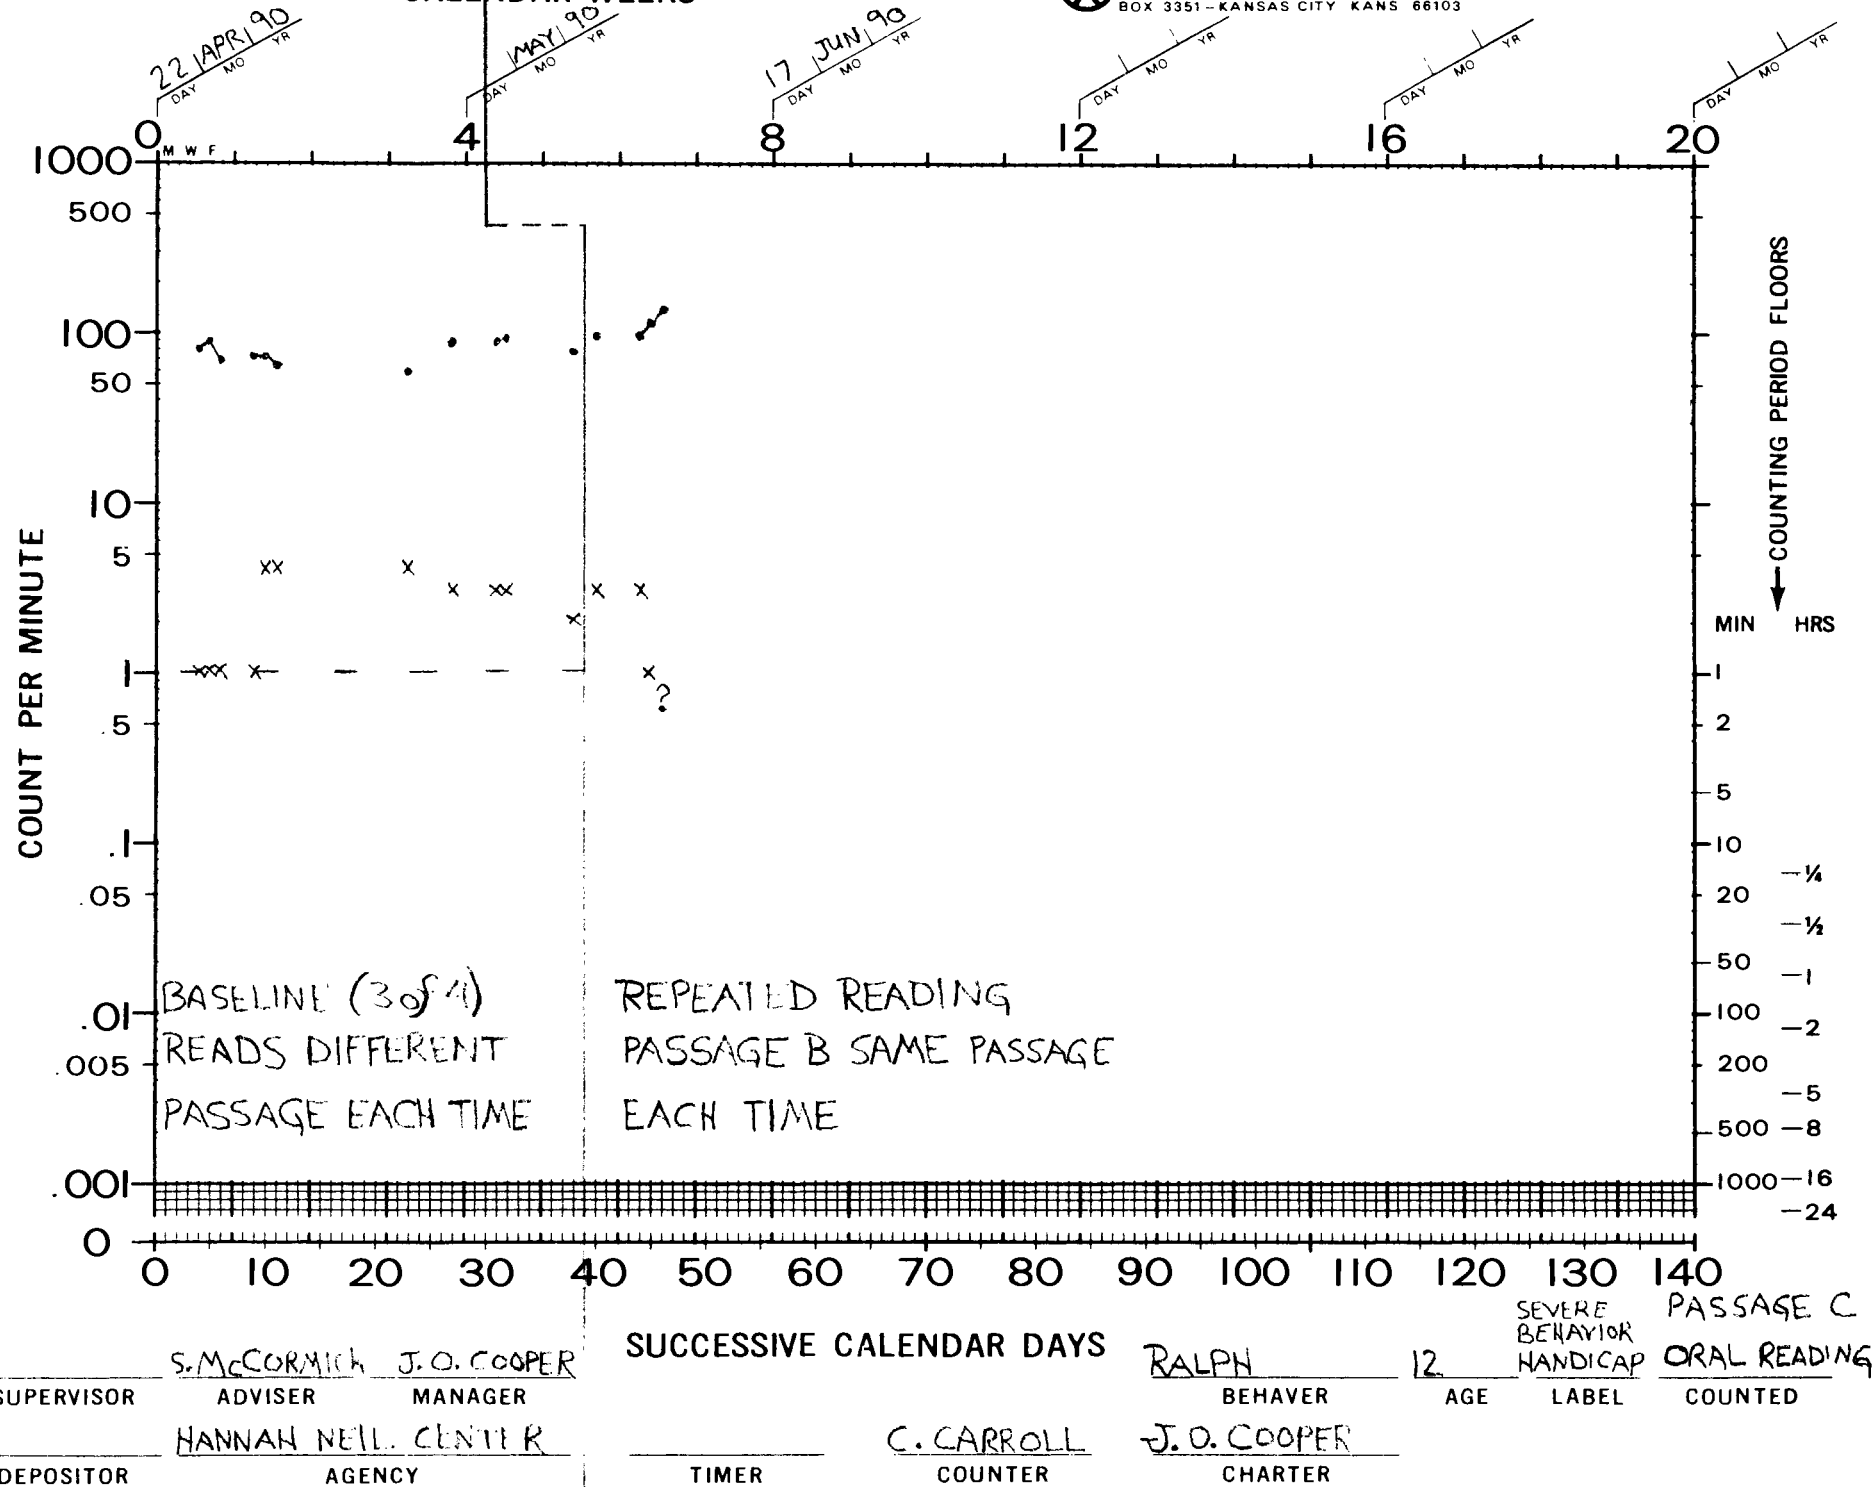 CALENDAR WEEKS
BOX 3351 - KANSAS CITY KANS 66103
22 APR 90
DAY MO YR
MAY 90
DAY MO YR
17 JUN 90
DAY MO YR
DAY MO YR
DAY MO YR
DAY MO YR
0 4 8 12 16 20
M W F
COUNT PER MINUTE
1000
500
100
50
10
5
1
.5
.1
.05
.01
.005
.001
0
?
COUNTING PERIOD FLOORS
MIN HRS
1
2
5
10
1/4
20
1/2
50
1
100
2
200
5
500 8
1000 16
24
BASELINE (3 of 4)
READS DIFFERENT
PASSAGE EACH TIME
REPEATED READING
PASSAGE B SAME PASSAGE
EACH TIME
0 10 20 30 40 50 60 70 80 90 100 110 120 130 140
SUCCESSIVE CALENDAR DAYS
S. McCORMICK J. O. COOPER
SUPERVISOR ADVISER MANAGER
RALPH 12 SEVERE BEHAVIOR HANDICAP PASSAGE C ORAL READING
BEHAVER AGE LABEL COUNTED
HANNAH NEIL CENTER C. CARROLL J. O. COOPER
DEPOSITOR AGENCY TIMER COUNTER CHARTER